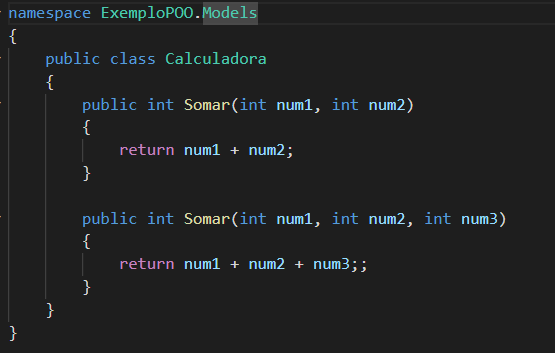 namespace ExemploPOO.Models
{
    public class Calculadora
    {
        public int Somar(int num1, int num2)
        {
            return num1 + num2;
        }

        public int Somar(int num1, int num2, int num3)
        {
            return num1 + num2 + num3;;
        }
    }
}